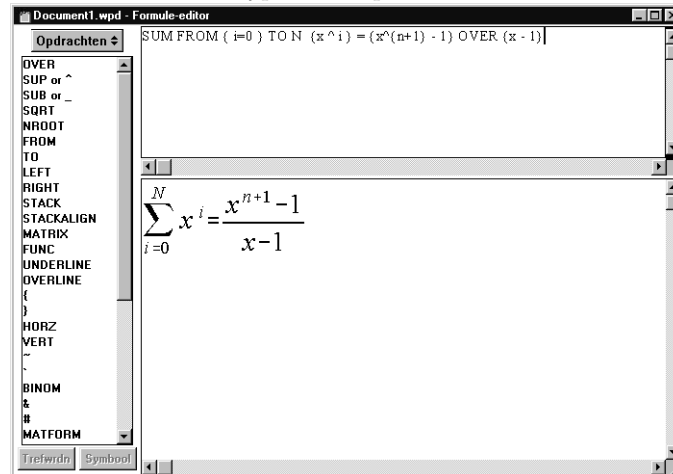 Document1.wpd - Formule-editor
Opdrachten
SUM FROM { i=0 } TO N {x ^ i } = {x^{n+1} - 1} OVER {x - 1}
OVER
SUP or ^
SUB or _
SQRT
NROOT
FROM
TO
LEFT
RIGHT
STACK
STACKALIGN
MATRIX
FUNC
UNDERLINE
OVERLINE
{
}
HORZ
VERT
~
`
BINOM
&
#
MATFORM
Trefwrdn Symbool
N
∑ x^i = (x^{n+1} − 1)/(x − 1)
i=0